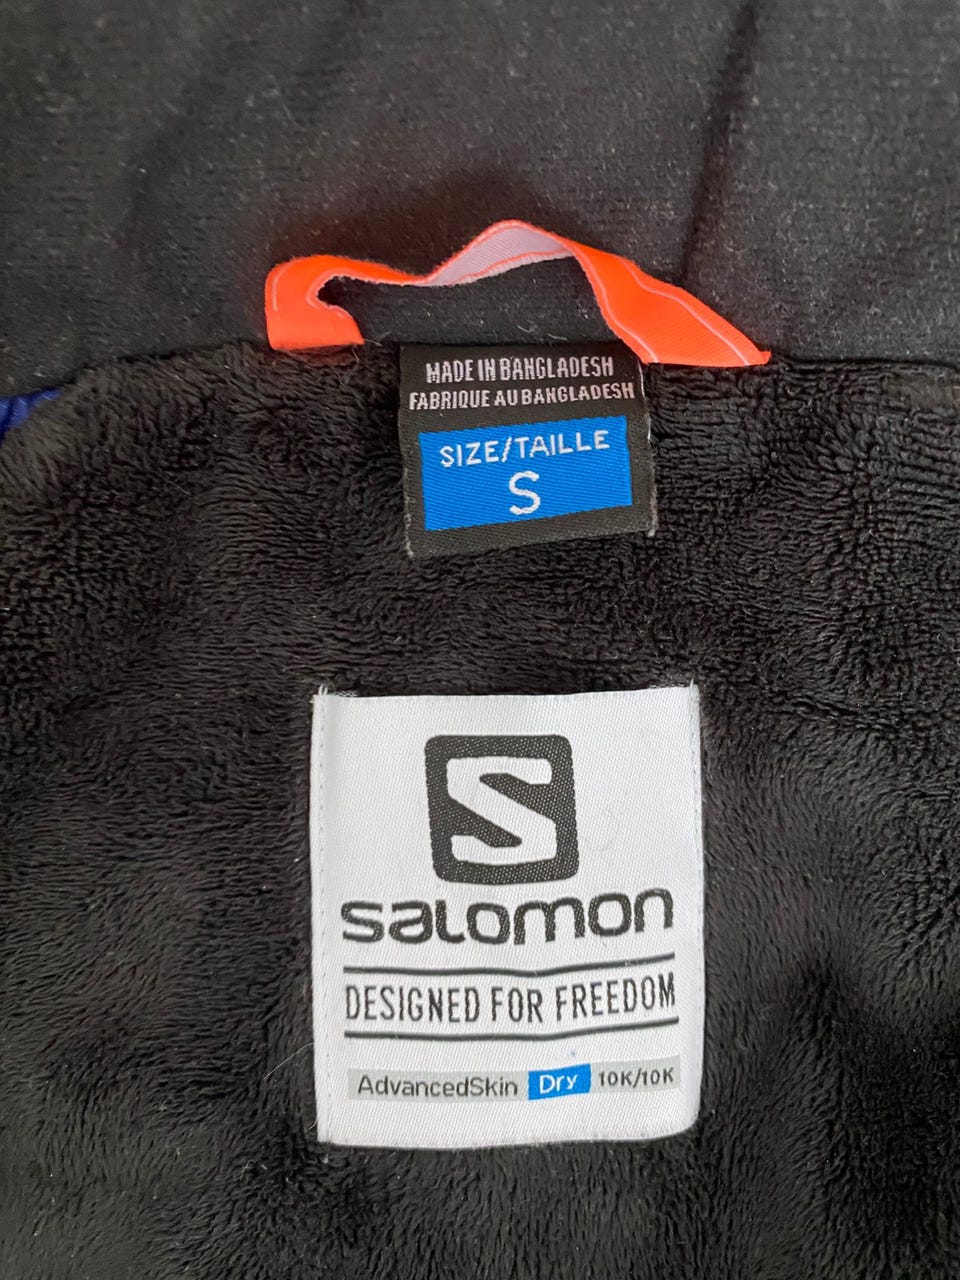 MADE IN BANGLADESH
FABRIQUE AU BANGLADESH
SIZE/TAILLE
S
S
salomon
DESIGNED FOR FREEDOM
AdvancedSkin Dry 10K/10K